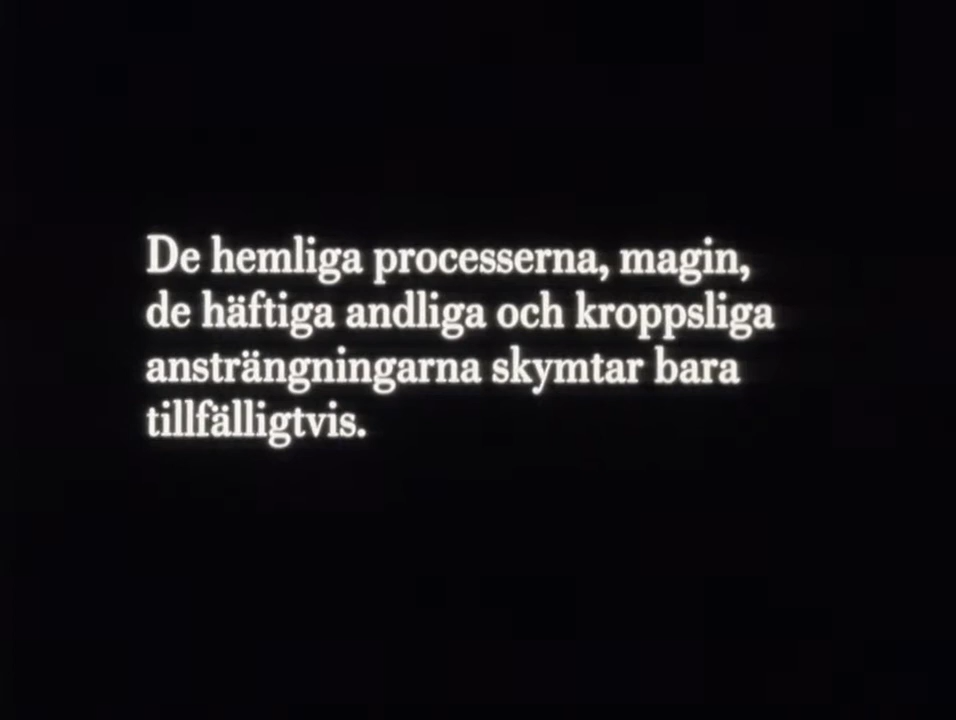 De hemliga processerna, magin,
de häftiga andliga och kroppsliga
ansträngningarna skymtar bara
tillfälligtvis.